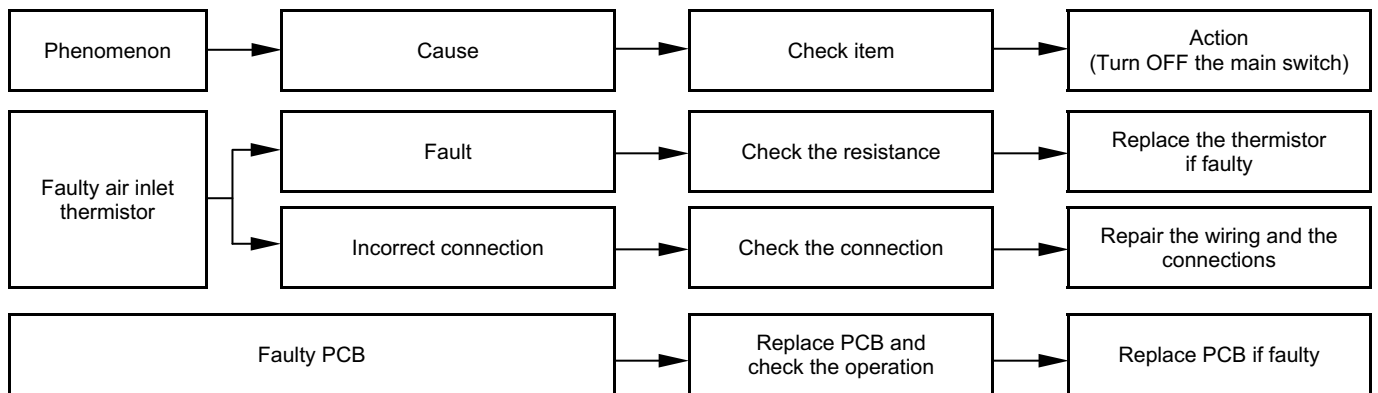 Phenomenon
Cause
Check item
Action
(Turn OFF the main switch)
Faulty air inlet
thermistor
Fault
Check the resistance
Replace the thermistor
if faulty
Incorrect connection
Check the connection
Repair the wiring and the
connections
Faulty PCB
Replace PCB and
check the operation
Replace PCB if faulty